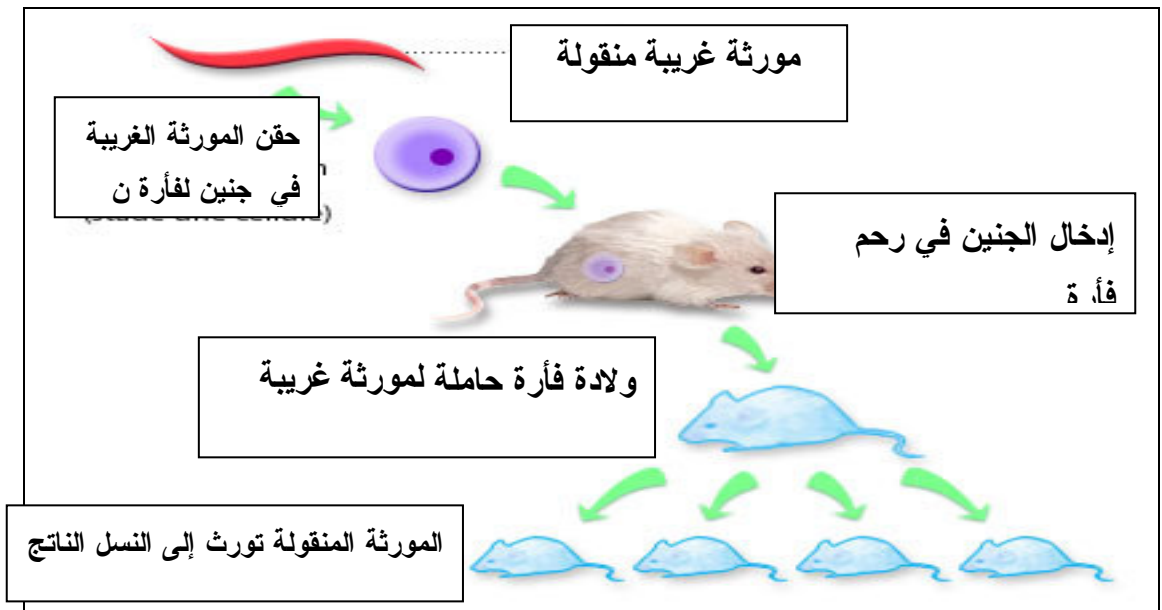 مورثة غريبة منقولة
حقن المورثة الغريبة
في جنين لفأرة ن
إدخال الجنين في رحم
فأرة
ولادة فأرة حاملة لمورثة غريبة
المورثة المنقولة تورث إلى النسل الناتج